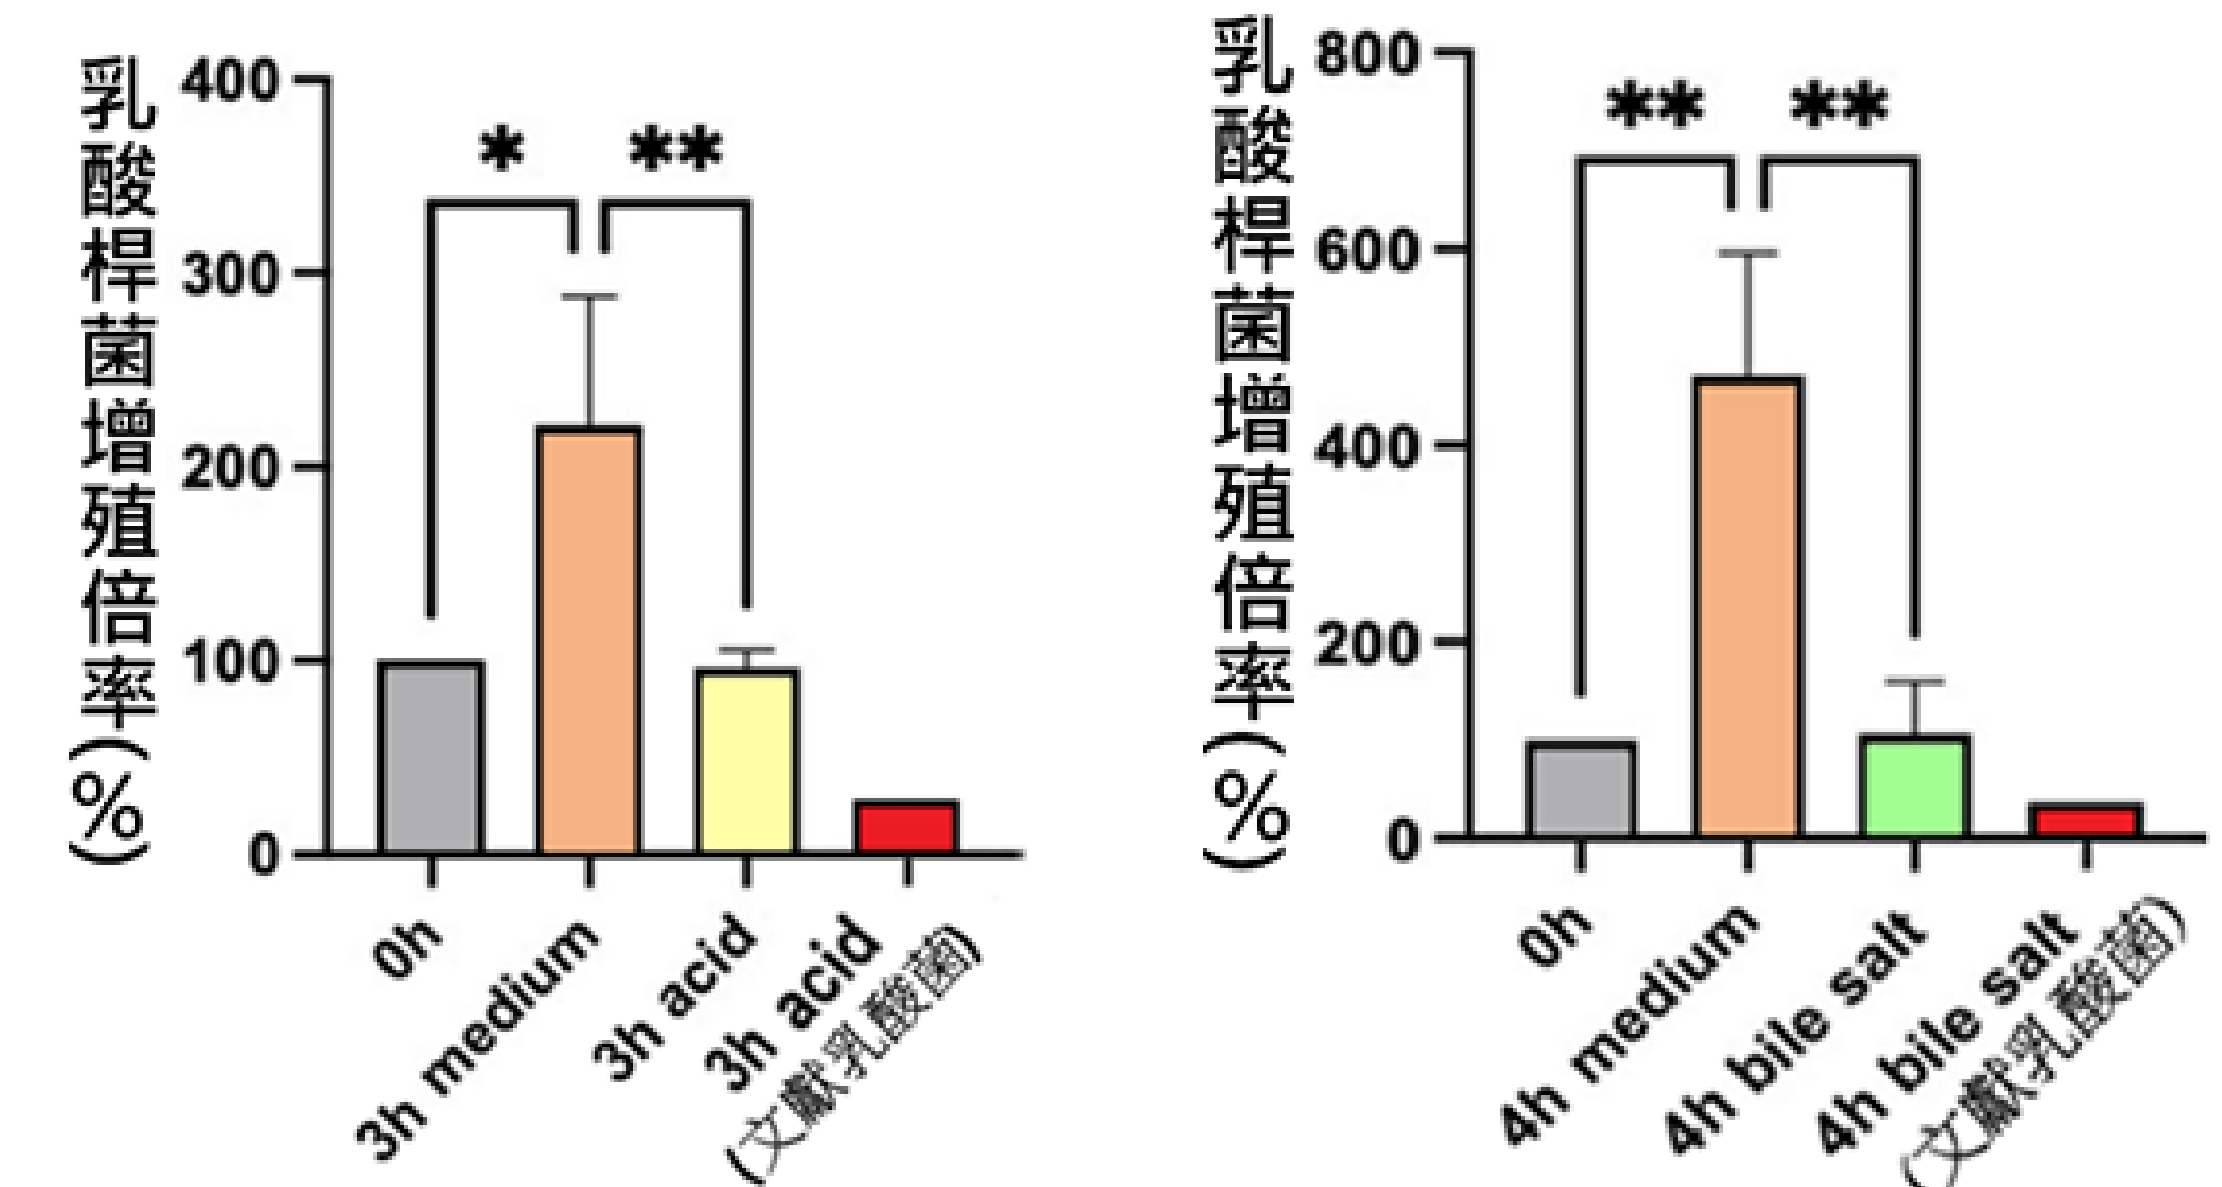 乳酸桿菌增殖倍率(%)
400
300
200
100
0
*
**
0h
3h medium
3h acid
3h acid
(文獻乳酸菌)
乳酸桿菌增殖倍率(%)
800
600
400
200
0
**
**
0h
4h medium
4h bile salt
4h bile salt
(文獻乳酸菌)